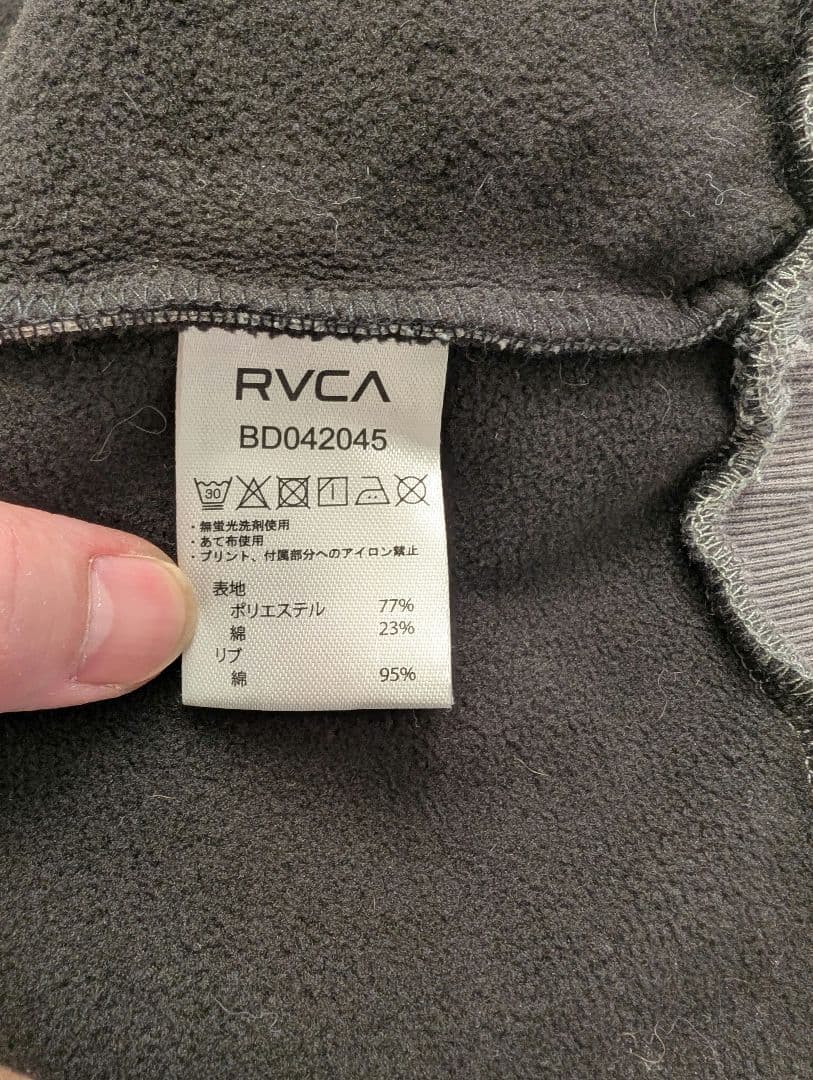 RVCA
BD042045
30
・無蛍光洗剤使用
・あて布使用
・プリント、付属部分へのアイロン禁止
表地
ポリエステル 77%
綿 23%
リブ
綿 95%